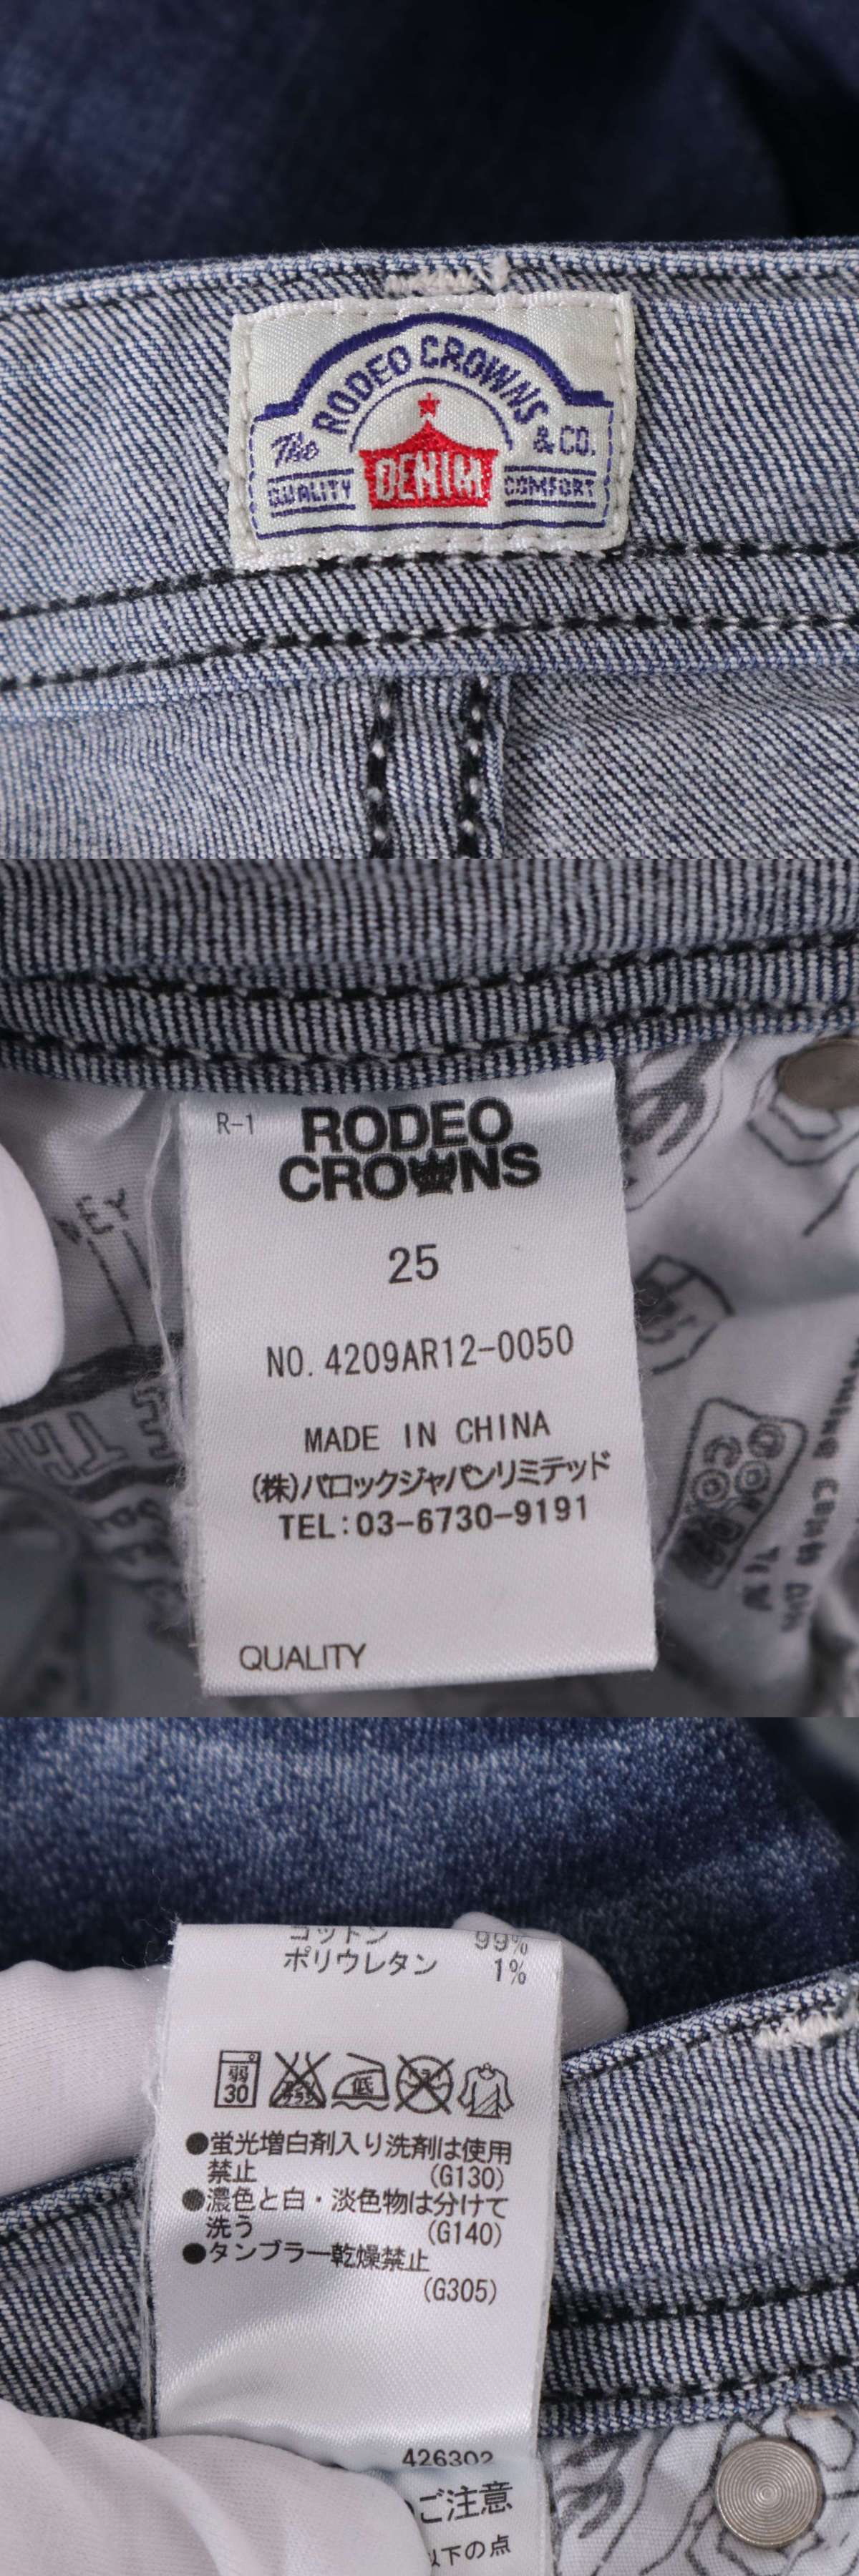 The RODEO CROWNS & CO.
QUALITY DENIM COMFORT
R-1
RODEO
CROWNS
25
NO. 4209AR12-0050
MADE IN CHINA
(株)バロックジャパンリミテッド
TEL:03-6730-9191
QUALITY
コットン 99%
ポリウレタン 1%
弱
30
低
●蛍光増白剤入り洗剤は使用
禁止 (G130)
●濃色と白・淡色物は分けて
洗う (G140)
●タンブラー乾燥禁止
(G305)
426302
ご注意
以下の点